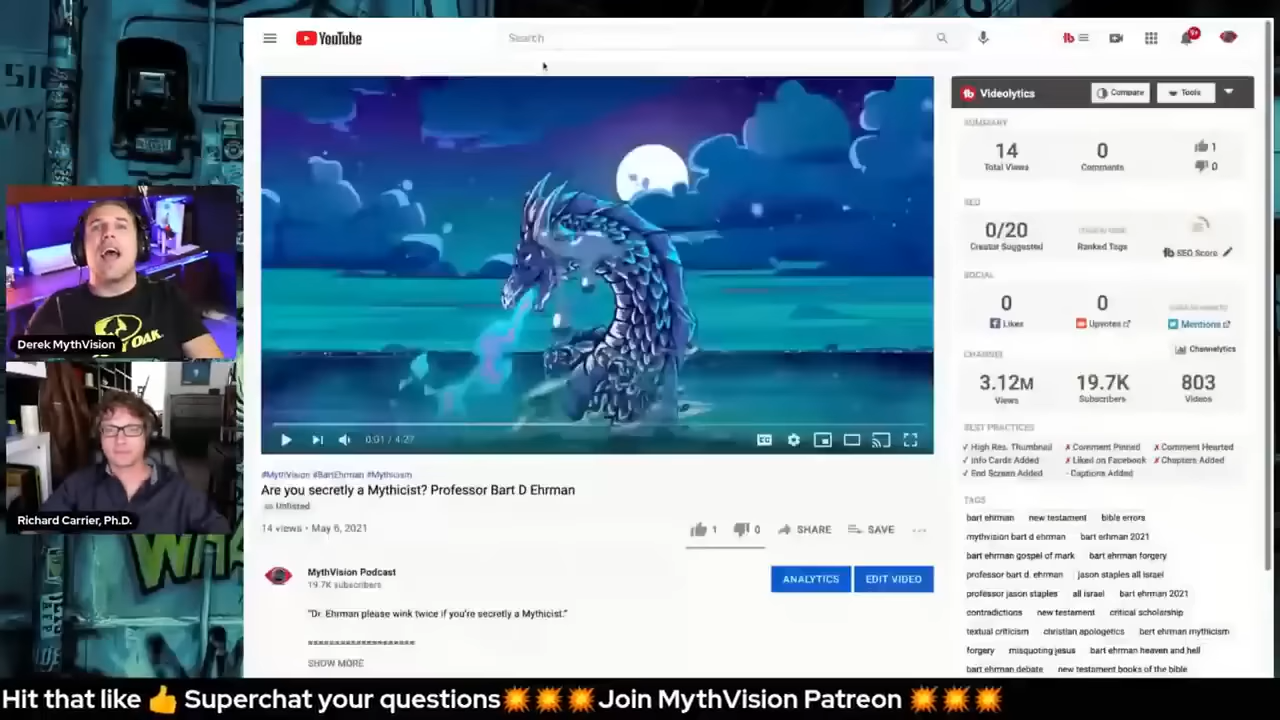 YouTube
Search
9+
Videolytics
Compare
Tools
SUMMARY
14
Total Views
0
Comments
1
0
SEO
0/20
Creator Suggested
Ranked Tags
SEO Score
SOCIAL
0
Likes
0
Upvotes
Mentions
Channelytics
CHANNEL
3.12M
Views
19.7K
Subscribers
803
Videos
BEST PRACTICES
✓ High Res. Thumbnail ✗ Comment Pinned ✗ Comment Hearted
✓ Info Cards Added ✗ Liked on Facebook ✗ Chapters Added
✓ End Screen Added - Captions Added
TAGS
bart ehrman new testament bible errors
mythvision bart d ehrman bart erhman 2021
bart ehrman gospel of mark bart ehrman forgery
professor bart d. ehrman jason staples all israel
professor jason staples all israel bart ehrman 2021
contradictions new testament critical scholarship
textual criticism christian apologetics bert ehrman mythicism
forgery misquoting jesus bart ehrman heaven and hell
bart ehrman debate new testament books of the bible
OAK
Derek MythVision
Richard Carrier, Ph.D.
0:01 / 4:27
#MythVision #BartEhrman #Mythicism
Are you secretly a Mythicist? Professor Bart D Ehrman
Unlisted
14 views • May 6, 2021
1 0 SHARE SAVE ...
MythVision Podcast
19.7K subscribers
ANALYTICS EDIT VIDEO
"Dr. Ehrman please wink twice if you're secretly a Mythicist."
SHOW MORE
Hit that like 👍 Superchat your questions💥💥💥Join MythVision Patreon 💥💥💥